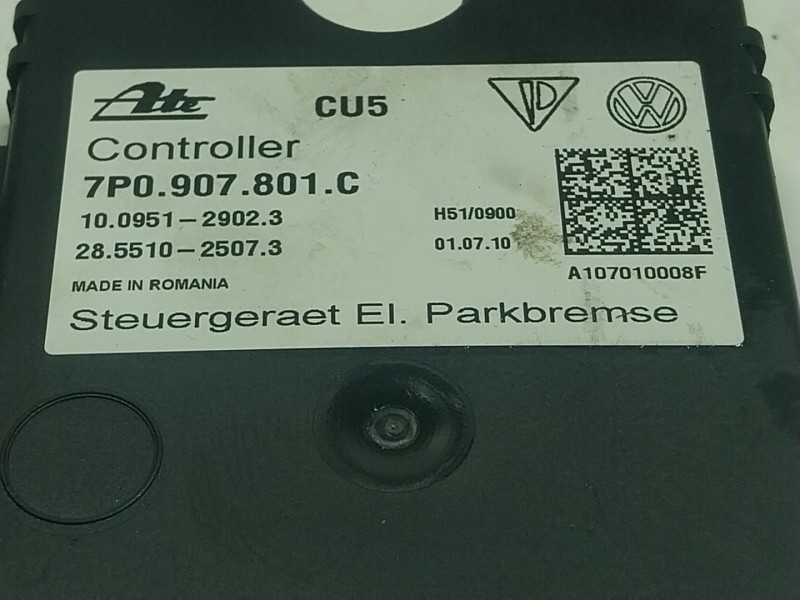 Ate CU5
Controller
7P0.907.801.C
10.0951-2902.3 H51/0900
28.5510-2507.3 01.07.10
A107010008F
MADE IN ROMANIA
Steuergeraet El. Parkbremse